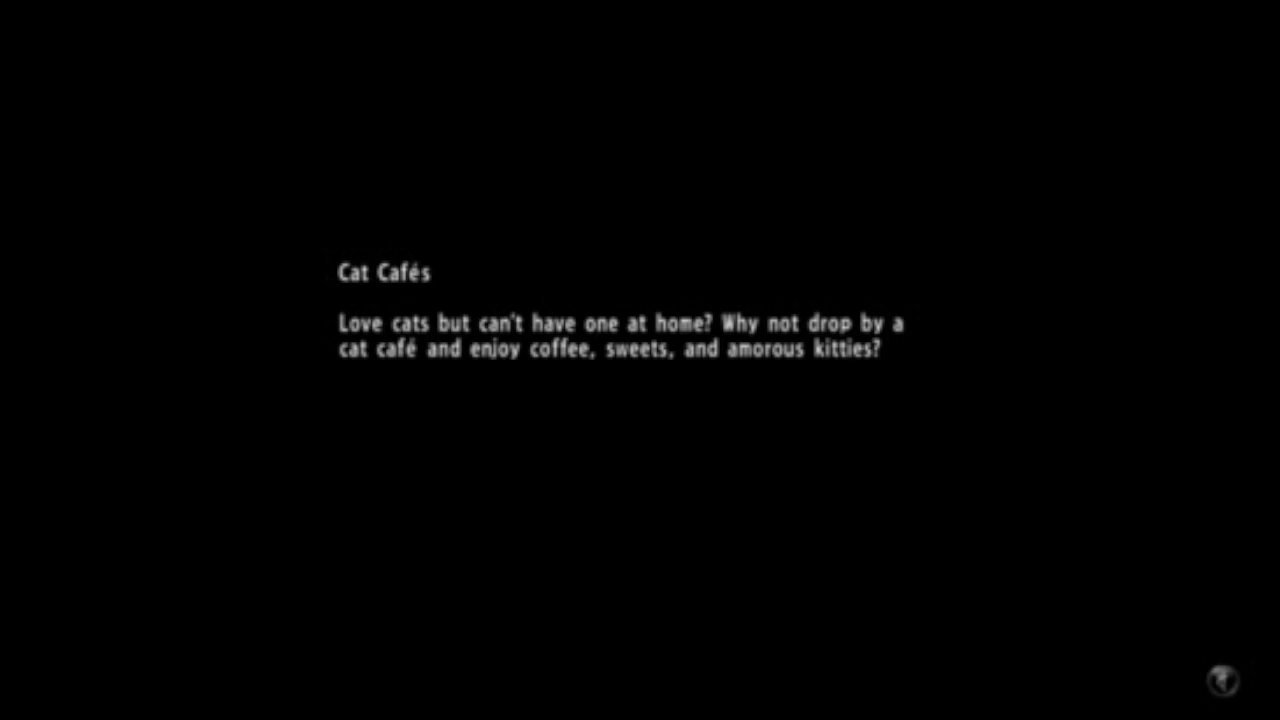 Cat Cafés
Love cats but can't have one at home? Why not drop by a
cat café and enjoy coffee, sweets, and amorous kitties?